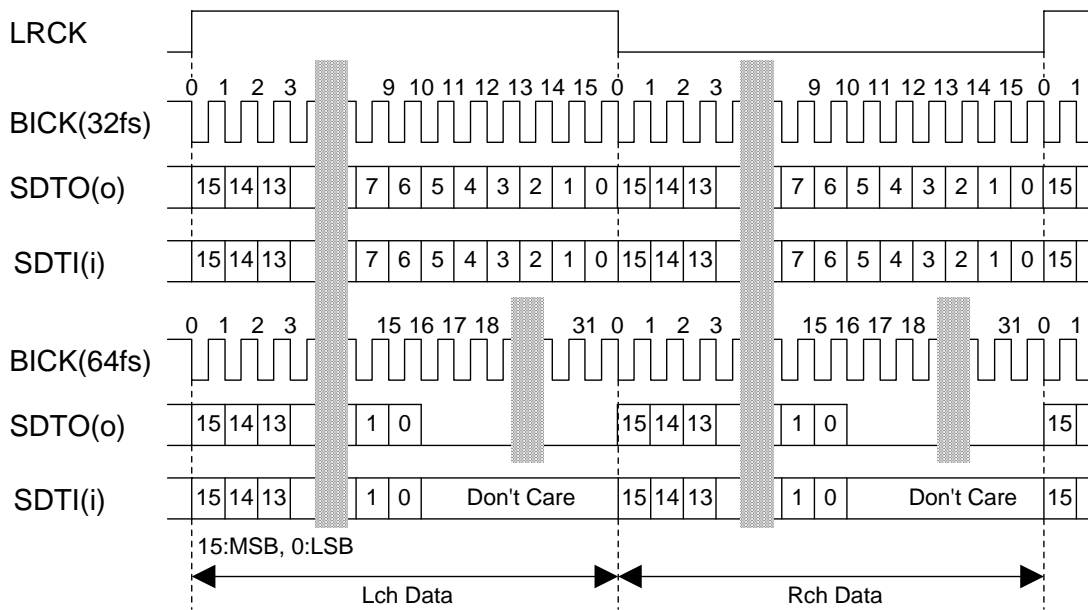 LRCK
0 1 2 3 9 10 11 12 13 14 15 0 1 2 3 9 10 11 12 13 14 15 0 1
BICK(32fs)
SDTO(o) 15 14 13 7 6 5 4 3 2 1 0 15 14 13 7 6 5 4 3 2 1 0 15
SDTI(i) 15 14 13 7 6 5 4 3 2 1 0 15 14 13 7 6 5 4 3 2 1 0 15
0 1 2 3 15 16 17 18 31 0 1 2 3 15 16 17 18 31 0 1
BICK(64fs)
SDTO(o) 15 14 13 1 0 15 14 13 1 0 15
SDTI(i) 15 14 13 1 0 Don't Care 15 14 13 1 0 Don't Care 15
15:MSB, 0:LSB
Lch Data Rch Data